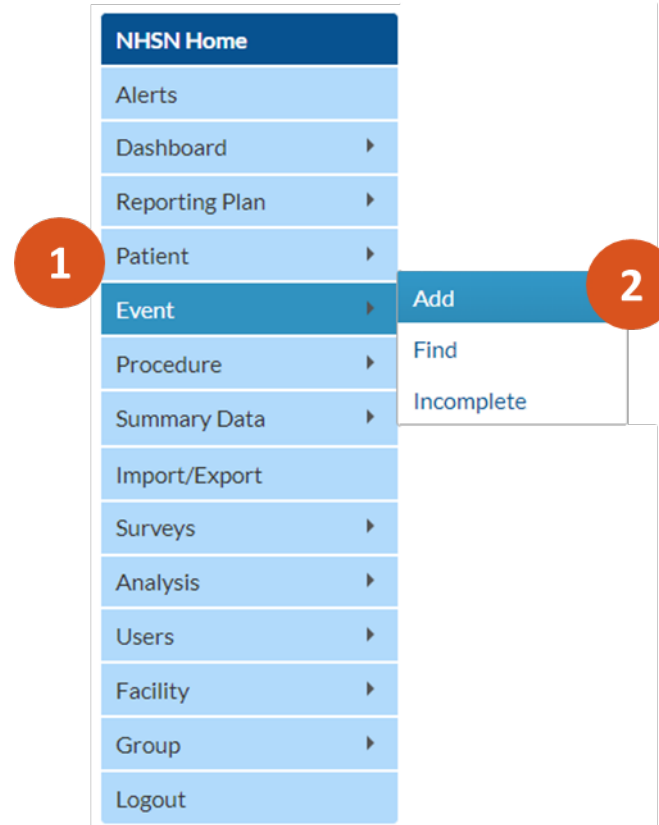 NHSN Home
Alerts
Dashboard
Reporting Plan
1
Patient
Event
Add
2
Find
Incomplete
Procedure
Summary Data
Import/Export
Surveys
Analysis
Users
Facility
Group
Logout